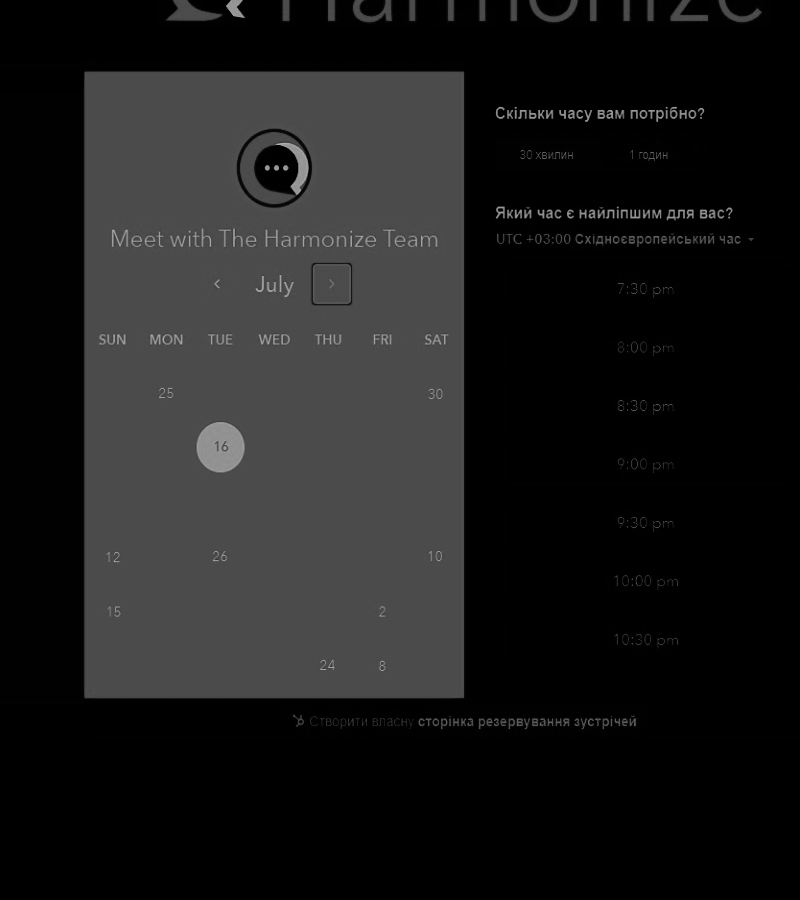 Harmonize
Meet with The Harmonize Team
July
SUN MON TUE WED THU FRI SAT
25 30
16
12 26 10
15 2
24 8
Скільки часу вам потрібно?
30 хвилин 1 годин
Який час є найліпшим для вас?
UTC +03:00 Східноєвропейський час
7:30 pm
8:00 pm
8:30 pm
9:00 pm
9:30 pm
10:00 pm
10:30 pm
Створити власну сторінка резервування зустрічей